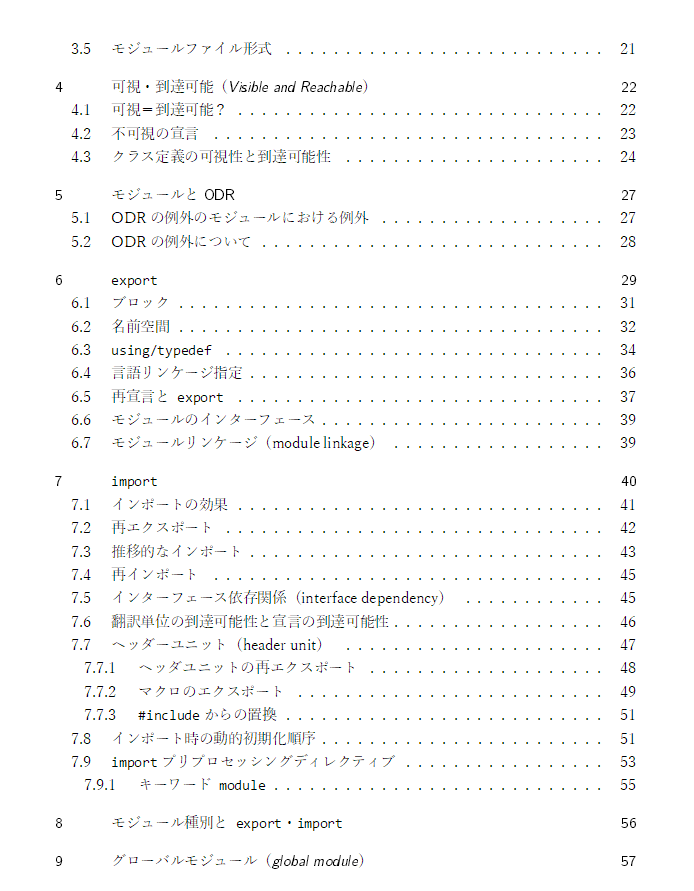 3.5 モジュールファイル形式 . . . . . . . . . . . . . . . . . . . . . . . . . . . 21
4 可視・到達可能（Visible and Reachable） 22
4.1 可視＝到達可能？ . . . . . . . . . . . . . . . . . . . . . . . . . . . . . . . 22
4.2 不可視の宣言 . . . . . . . . . . . . . . . . . . . . . . . . . . . . . . . . . 23
4.3 クラス定義の可視性と到達可能性 . . . . . . . . . . . . . . . . . . . . . . 24
5 モジュールと ODR 27
5.1 ODR の例外のモジュールにおける例外 . . . . . . . . . . . . . . . . . . . 27
5.2 ODR の例外について . . . . . . . . . . . . . . . . . . . . . . . . . . . . . 28
6 export 29
6.1 ブロック . . . . . . . . . . . . . . . . . . . . . . . . . . . . . . . . . . . . 31
6.2 名前空間 . . . . . . . . . . . . . . . . . . . . . . . . . . . . . . . . . . . . 32
6.3 using/typedef . . . . . . . . . . . . . . . . . . . . . . . . . . . . . . . . 34
6.4 言語リンケージ指定 . . . . . . . . . . . . . . . . . . . . . . . . . . . . . . 36
6.5 再宣言と export . . . . . . . . . . . . . . . . . . . . . . . . . . . . . . . . 37
6.6 モジュールのインターフェース . . . . . . . . . . . . . . . . . . . . . . . . 39
6.7 モジュールリンケージ（module linkage） . . . . . . . . . . . . . . . . . . 39
7 import 40
7.1 インポートの効果 . . . . . . . . . . . . . . . . . . . . . . . . . . . . . . . 41
7.2 再エクスポート . . . . . . . . . . . . . . . . . . . . . . . . . . . . . . . . 42
7.3 推移的なインポート . . . . . . . . . . . . . . . . . . . . . . . . . . . . . . 43
7.4 再インポート . . . . . . . . . . . . . . . . . . . . . . . . . . . . . . . . . 45
7.5 インターフェース依存関係（interface dependency） . . . . . . . . . . . . 45
7.6 翻訳単位の到達可能性と宣言の到達可能性 . . . . . . . . . . . . . . . . . . 46
7.7 ヘッダーユニット（header unit） . . . . . . . . . . . . . . . . . . . . . . 47
7.7.1 ヘッダユニットの再エクスポート . . . . . . . . . . . . . . . . . . . . 48
7.7.2 マクロのエクスポート . . . . . . . . . . . . . . . . . . . . . . . . . . 49
7.7.3 #include からの置換 . . . . . . . . . . . . . . . . . . . . . . . . . . . 51
7.8 インポート時の動的初期化順序 . . . . . . . . . . . . . . . . . . . . . . . . 51
7.9 import プリプロセッシングディレクティブ . . . . . . . . . . . . . . . . . 53
7.9.1 キーワード module . . . . . . . . . . . . . . . . . . . . . . . . . . . . 55
8 モジュール種別と export・import 56
9 グローバルモジュール（global module） 57